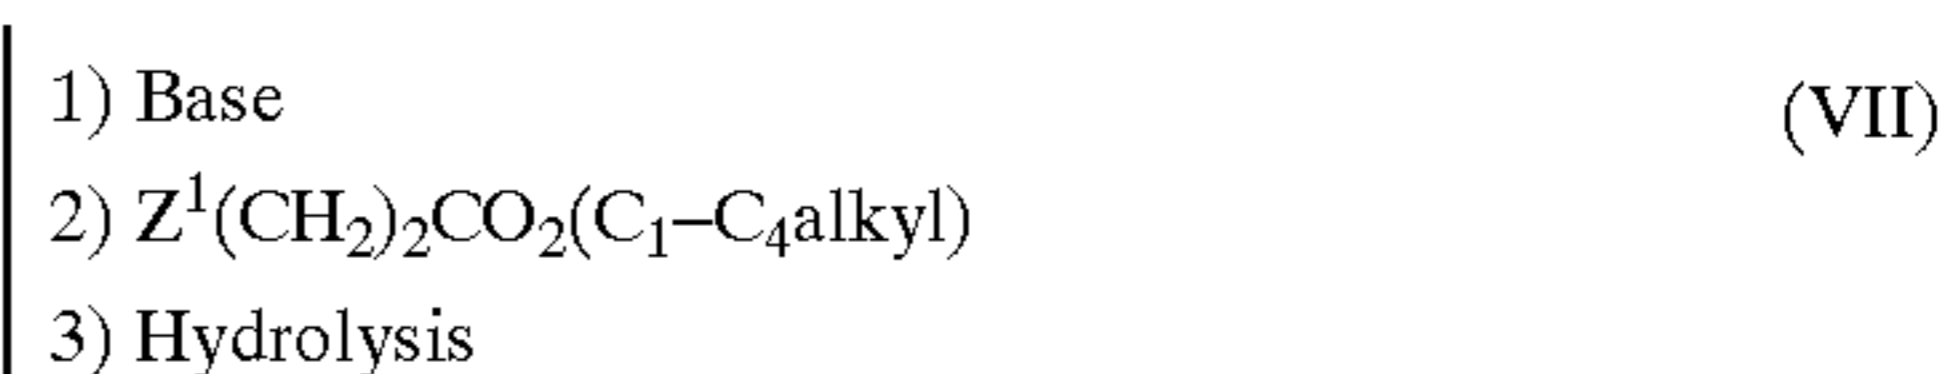 1) Base (VII)
2) Z¹(CH₂)₂CO₂(C₁–C₄alkyl)
3) Hydrolysis